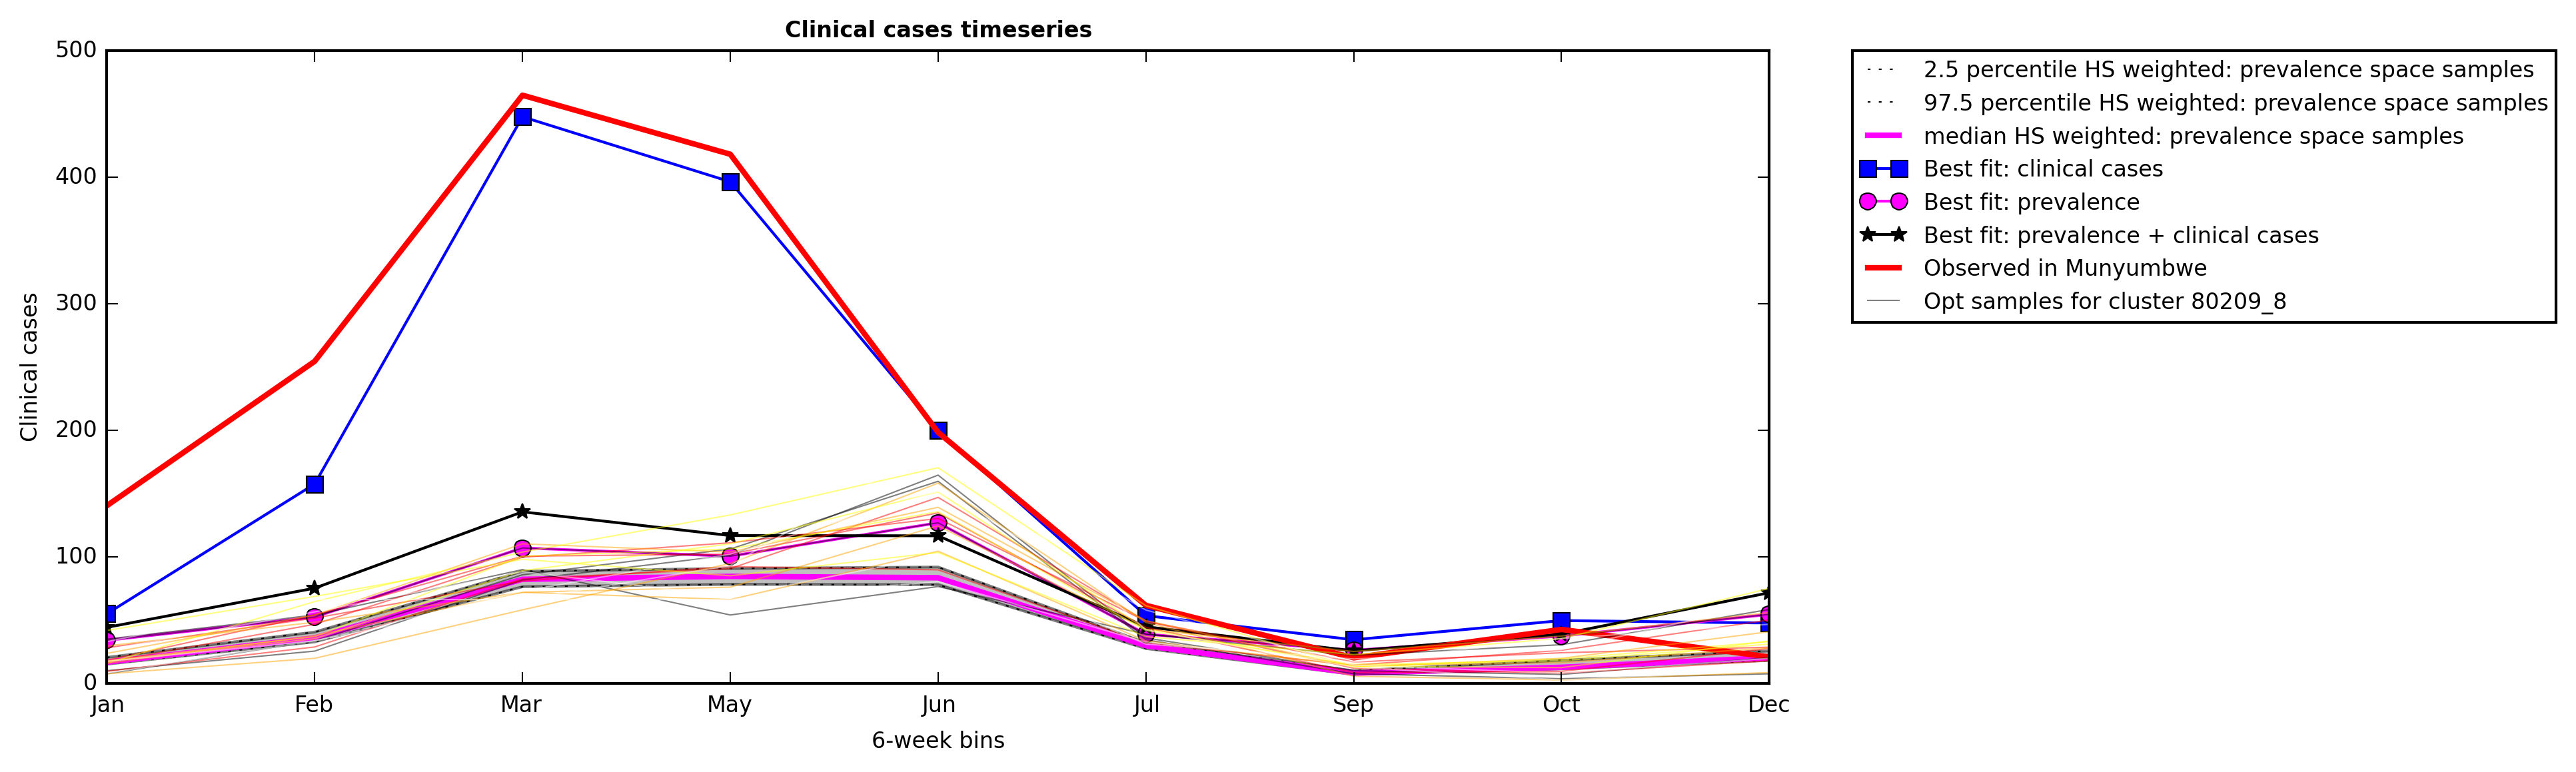 Clinical cases timeseries
500
400
300
200
100
0
Clinical cases
Jan Feb Mar May Jun Jul Sep Oct Dec
6-week bins
2.5 percentile HS weighted: prevalence space samples
97.5 percentile HS weighted: prevalence space samples
median HS weighted: prevalence space samples
Best fit: clinical cases
Best fit: prevalence
Best fit: prevalence + clinical cases
Observed in Munyumbwe
Opt samples for cluster 80209_8